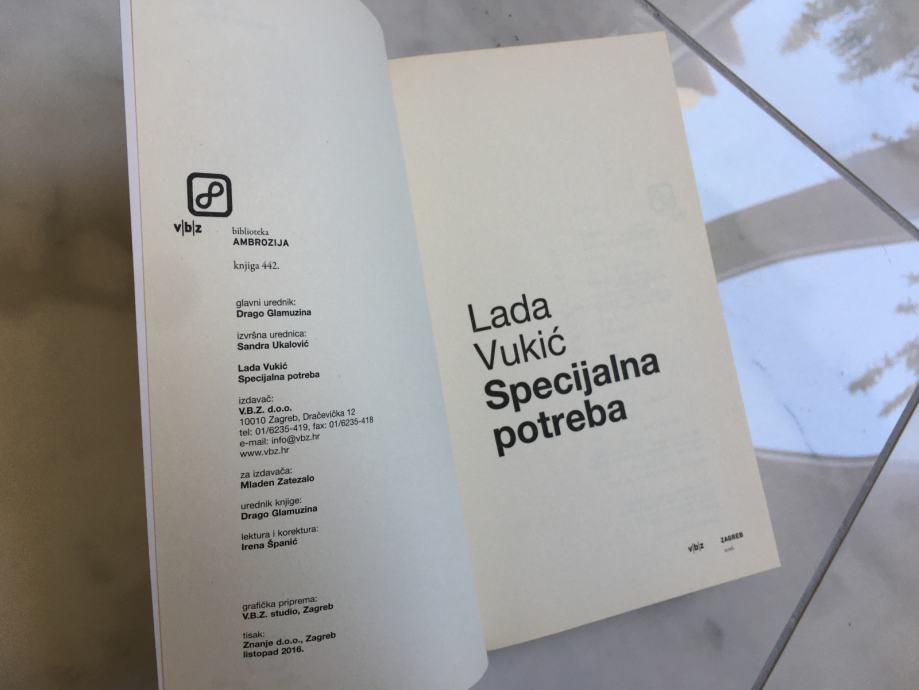 v|b|z
biblioteka
AMBROZIJA
knjiga 442.
glavni urednik:
Drago Glamuzina
izvršna urednica:
Sandra Ukalović
Lada Vukić
Specijalna potreba
izdavač:
V.B.Z. d.o.o.
10010 Zagreb, Dračevička 12
tel: 01/6235-419, fax: 01/6235-418
e-mail: info@vbz.hr
www.vbz.hr
za izdavača:
Mladen Zatezalo
urednik knjige:
Drago Glamuzina
lektura i korektura:
Irena Španić
grafička priprema:
V.B.Z. studio, Zagreb
tisak:
Znanje d.o.o., Zagreb
listopad 2016.
Lada
Vukić
Specijalna
potreba
v|b|z ZAGREB